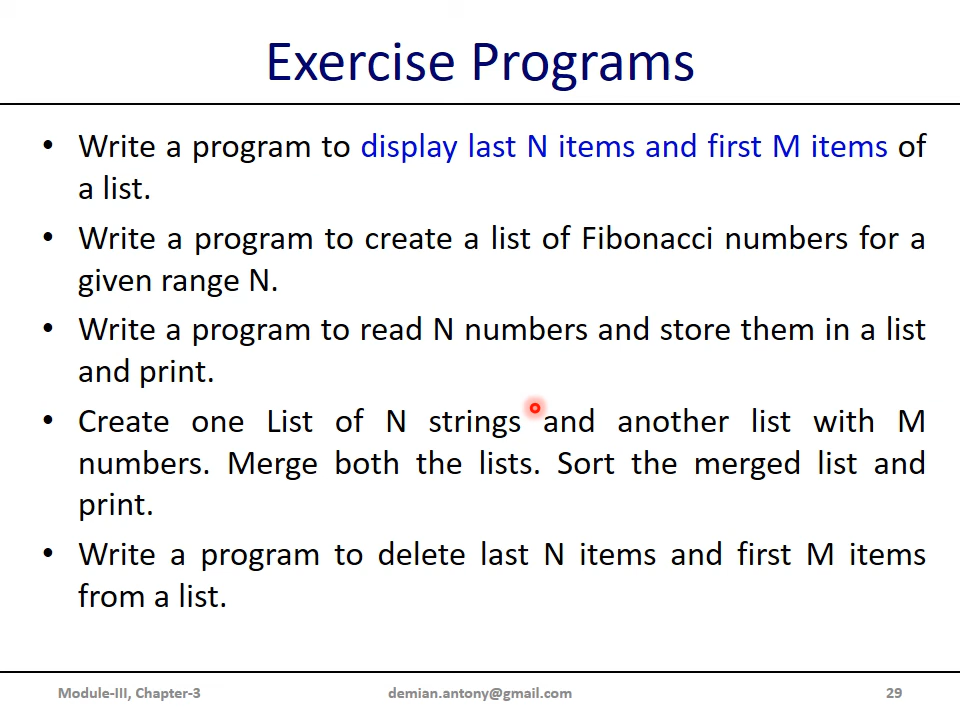 Exercise Programs
• Write a program to display last N items and first M items of
a list.
• Write a program to create a list of Fibonacci numbers for a
given range N.
• Write a program to read N numbers and store them in a list
and print.
• Create one List of N strings and another list with M
numbers. Merge both the lists. Sort the merged list and
print.
• Write a program to delete last N items and first M items
from a list.
Module-III, Chapter-3 demian.antony@gmail.com 29